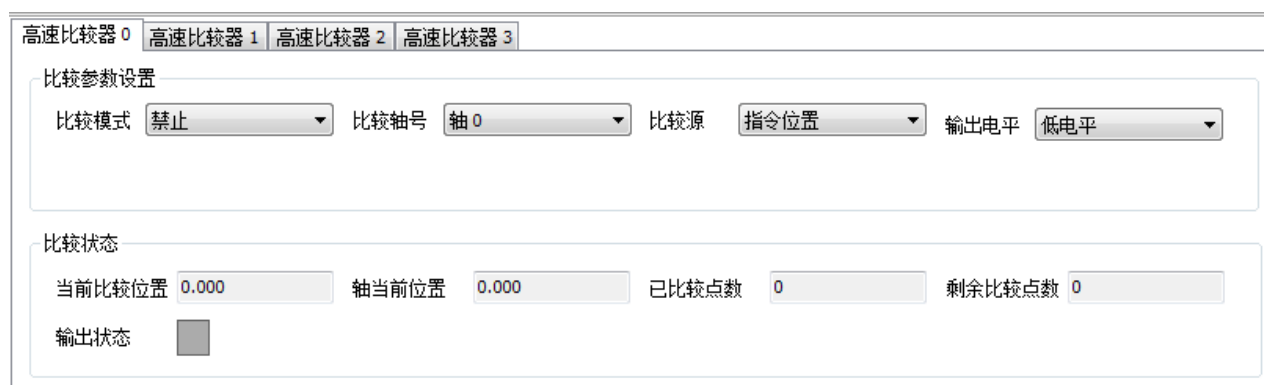 高速比较器 0 高速比较器 1 高速比较器 2 高速比较器 3
比较参数设置
比较模式 禁止 比较轴号 轴 0 比较源 指令位置 输出电平 低电平
比较状态
当前比较位置 0.000 轴当前位置 0.000 已比较点数 0 剩余比较点数 0
输出状态